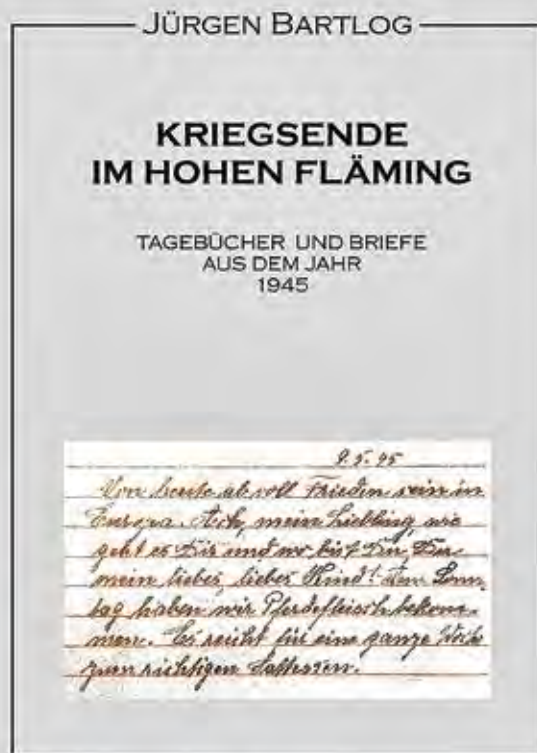 JÜRGEN BARTLOG
KRIEGSENDE
IM HOHEN FLÄMING
TAGEBÜCHER UND BRIEFE
AUS DEM JAHR
1945
9.5.45
Von heute ab soll Frieden sein in
Europa. Ach, mein Liebling, wie
geht es Dir und wo bist Du, Du
mein liebes, liebes Kind! Am Sonn-
tag haben wir Pferdefleisch bekom-
men. Es reicht für eine ganze Woche
zum richtigen Sattessen.